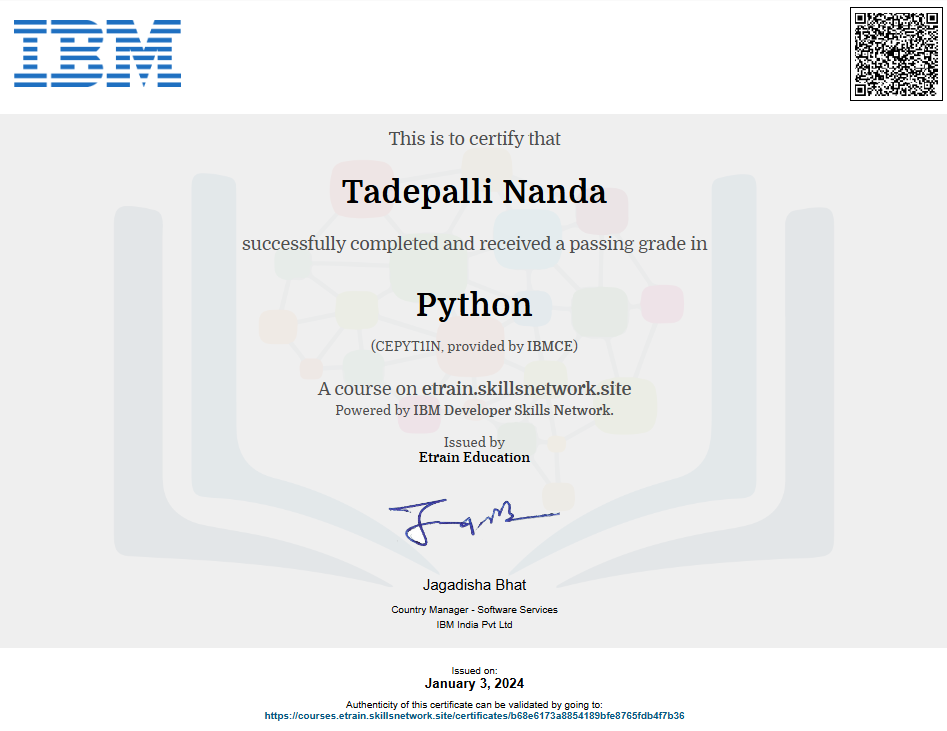 IBM
This is to certify that
Tadepalli Nanda
successfully completed and received a passing grade in
Python
(CEPYT1IN, provided by IBMCE)
A course on etrain.skillsnetwork.site
Powered by IBM Developer Skills Network.
Issued by
Etrain Education
Jagadisha Bhat
Country Manager - Software Services
IBM India Pvt Ltd
Issued on:
January 3, 2024
Authenticity of this certificate can be validated by going to:
https://courses.etrain.skillsnetwork.site/certificates/b68e6173a8854189bfe8765fdb4f7b36